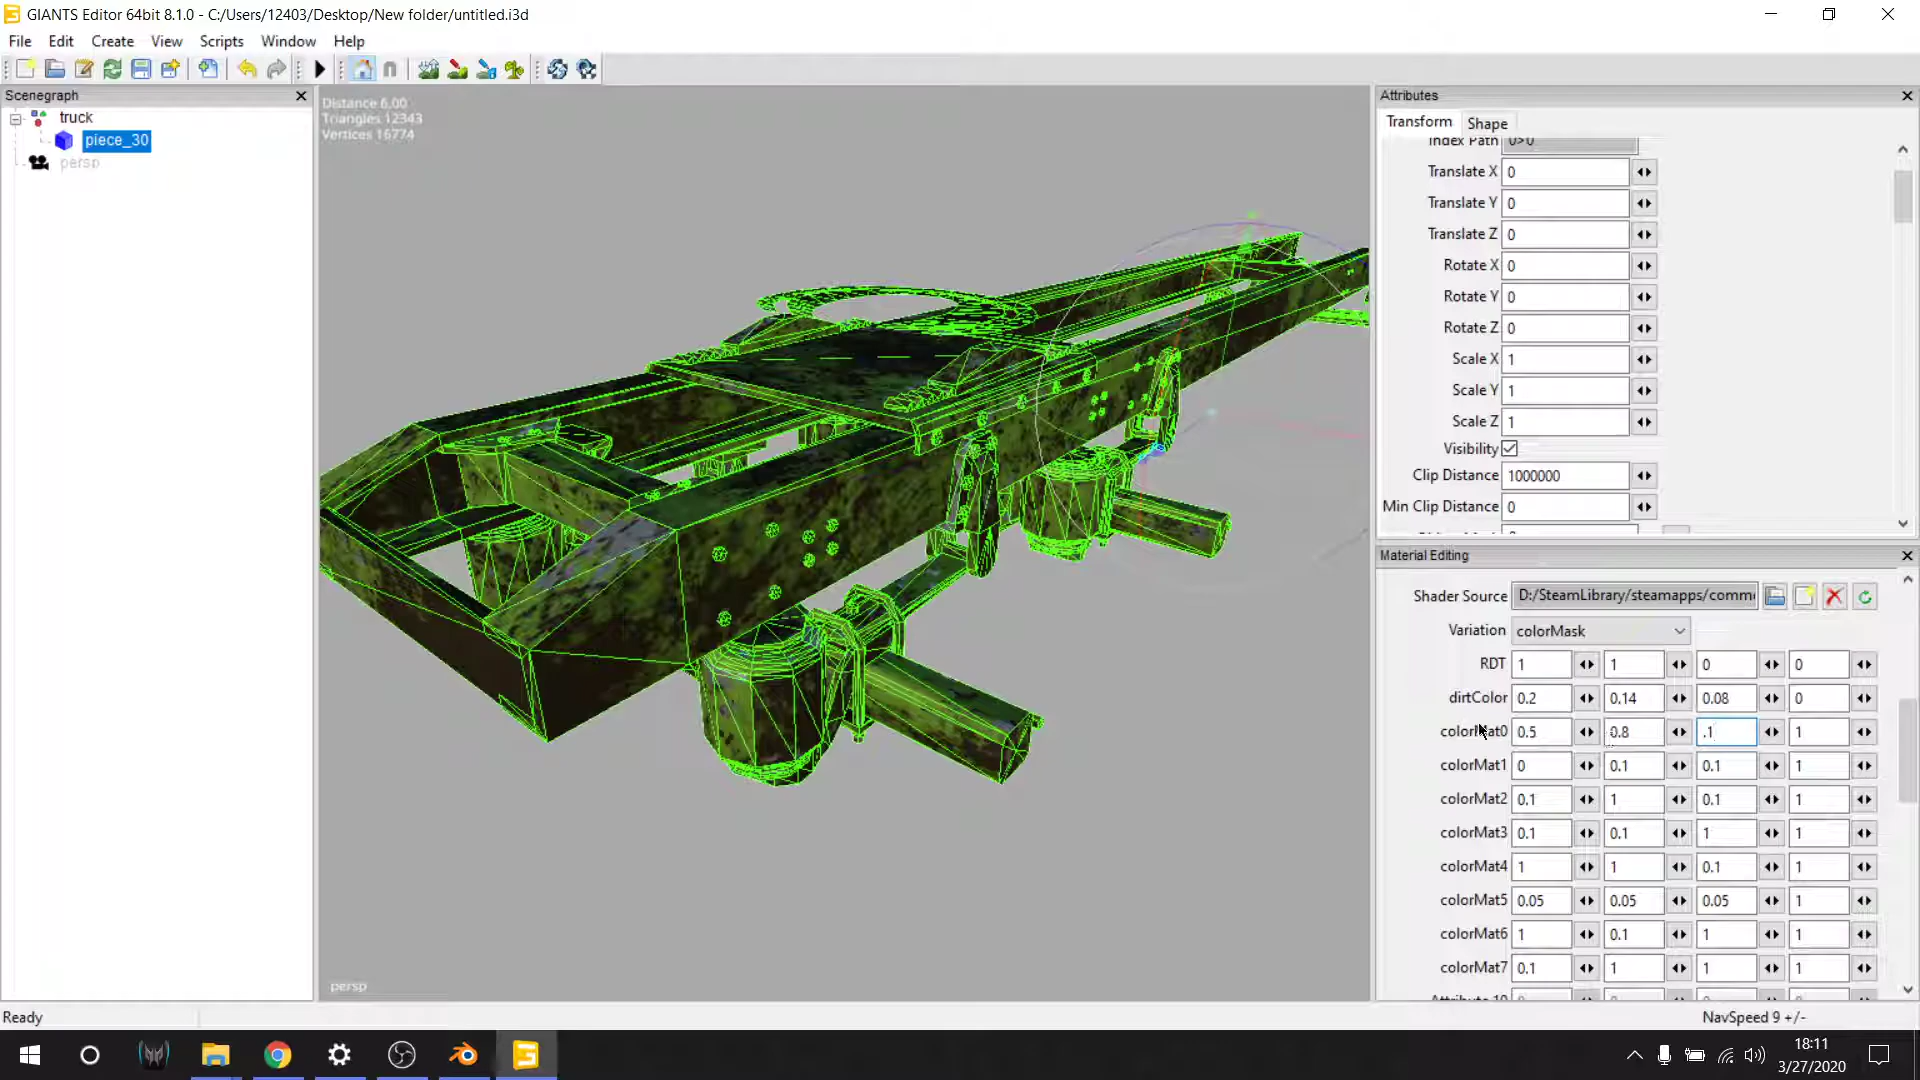 GIANTS Editor 64bit 8.1.0 - C:/Users/12403/Desktop/New folder/untitled.i3d
File Edit Create View Scripts Window Help
Scenegraph
truck
piece_30
persp
Distance 6.00
Triangles 12343
Vertices 16774
persp
Attributes
Transform Shape
Index Path 0>0
Translate X 0
Translate Y 0
Translate Z 0
Rotate X 0
Rotate Y 0
Rotate Z 0
Scale X 1
Scale Y 1
Scale Z 1
Visibility
Clip Distance 1000000
Min Clip Distance 0
Material Editing
Shader Source D:/SteamLibrary/steamapps/comm
Variation colorMask
RDT 1 1 0 0
dirtColor 0.2 0.14 0.08 0
colorMat0 0.5 0.8 .1 1
colorMat1 0 0.1 0.1 1
colorMat2 0.1 1 0.1 1
colorMat3 0.1 0.1 1 1
colorMat4 1 1 0.1 1
colorMat5 0.05 0.05 0.05 1
colorMat6 1 0.1 1 1
colorMat7 0.1 1 1 1
Ready
NavSpeed 9 +/-
18:11
3/27/2020